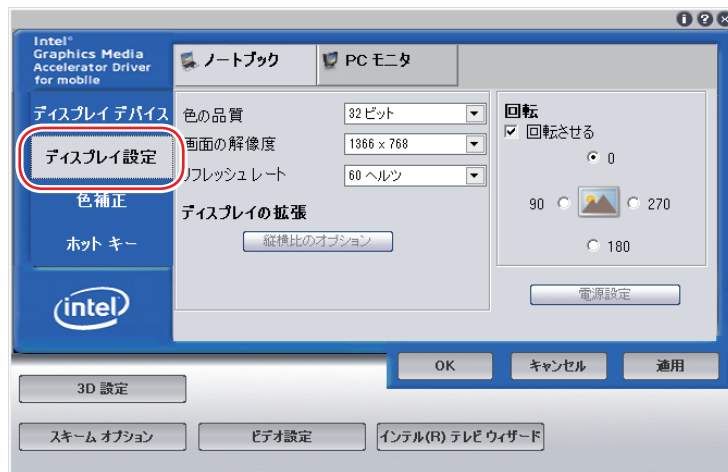 Intel®
Graphics Media
Accelerator Driver
for mobile
ノートブック
PC モニタ
ディスプレイ デバイス
ディスプレイ設定
色補正
ホット キー
intel
色の品質
32 ビット
画面の解像度
1366 x 768
リフレッシュ レート
60 ヘルツ
ディスプレイの拡張
縦横比のオプション
回転
回転させる
0
90
270
180
電源設定
OK
キャンセル
適用
3D 設定
スキーム オプション
ビデオ設定
インテル(R) テレビ ウィザード